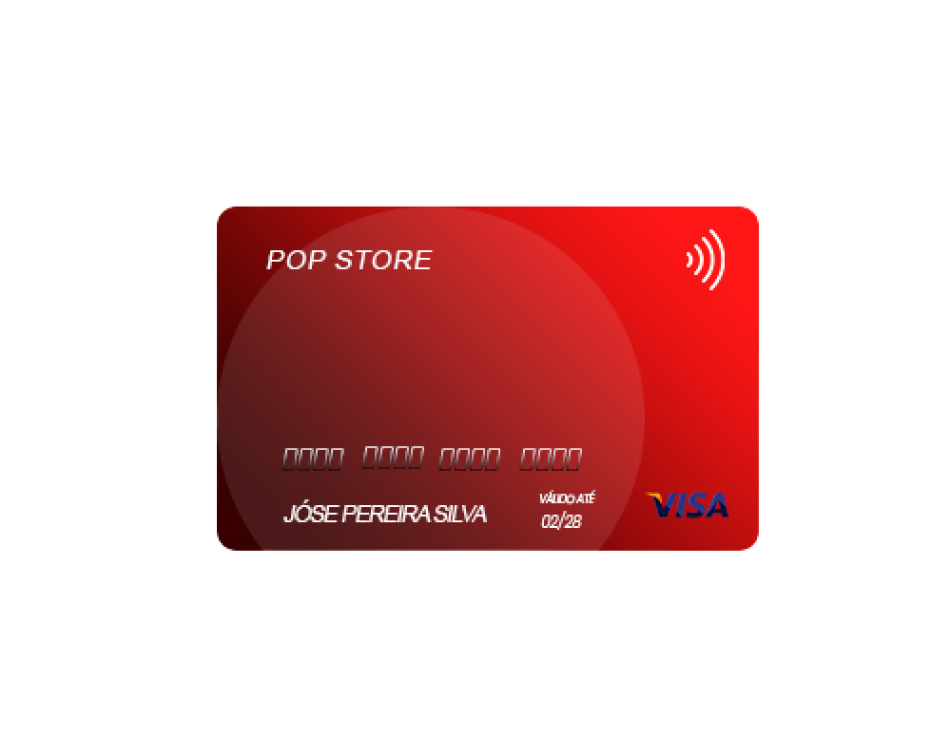 POP STORE
JÓSE PEREIRA SILVA
VÁLIDO ATÉ
02/28
VISA